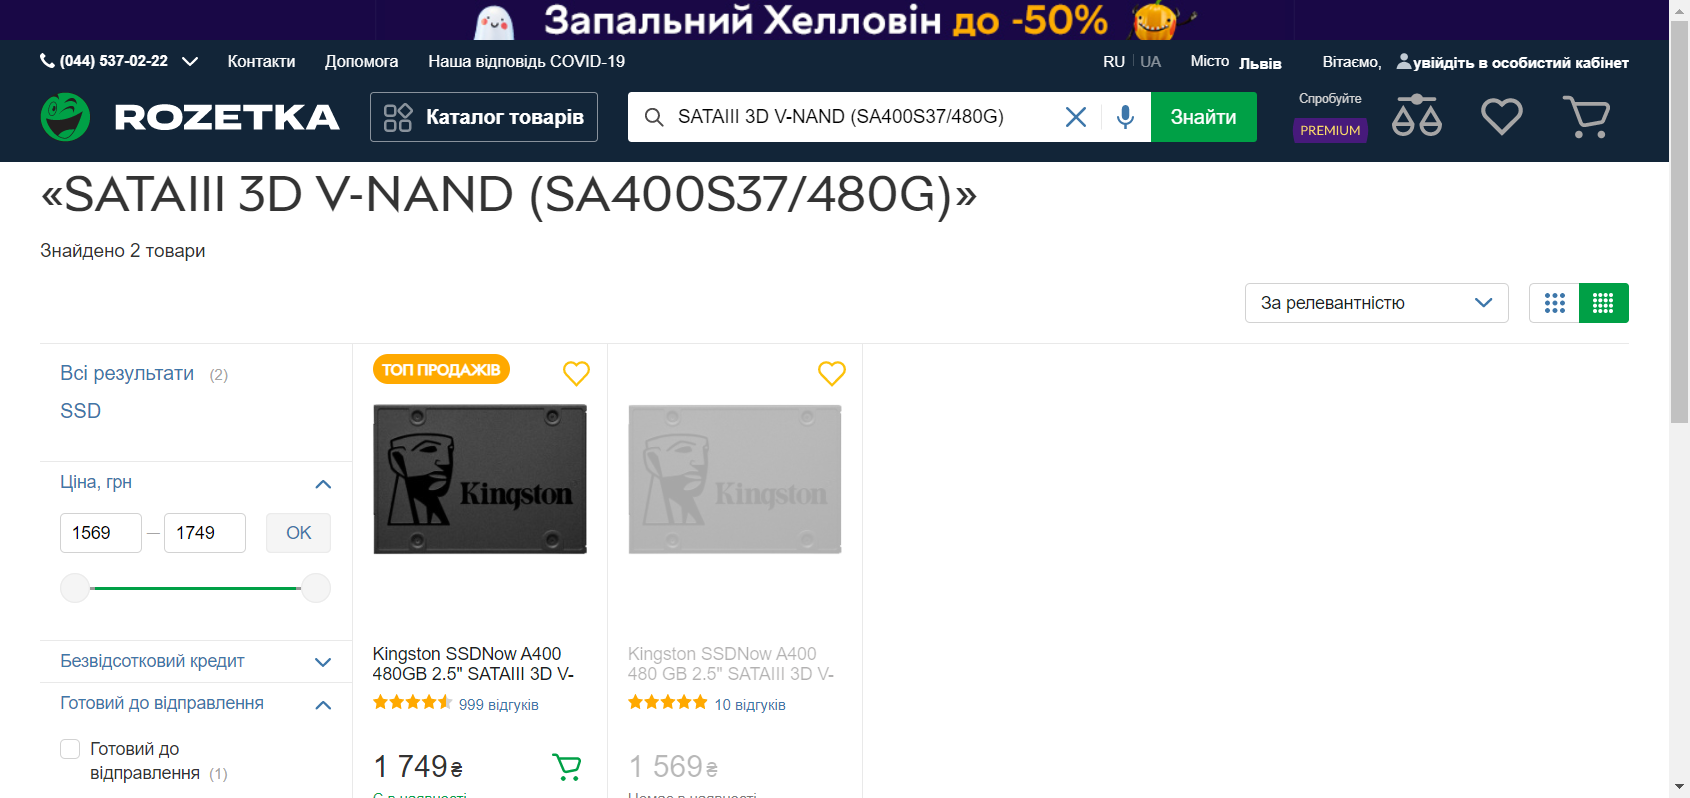 Запальний Хелловін до -50%
(044) 537-02-22 Контакти Допомога Наша відповідь COVID-19 RU UA Місто Львів Вітаємо, увійдіть в особистий кабінет
ROZETKA Каталог товарів SATAIII 3D V-NAND (SA400S37/480G) Знайти Спробуйте
PREMIUM
«SATAIII 3D V-NAND (SA400S37/480G)»
Знайдено 2 товари
За релевантністю
Всі результати (2)
SSD
Ціна, грн
1569 — 1749 OK
Безвідсотковий кредит
Готовий до відправлення
Готовий до
відправлення (1)
ТОП ПРОДАЖІВ
Kingston
Kingston SSDNow A400
480GB 2.5" SATAIII 3D V-
999 відгуків
1 749₴
Є в наявності
Kingston
Kingston SSDNow A400
480 GB 2.5" SATAIII 3D V-
10 відгуків
1 569₴
Немає в наявності